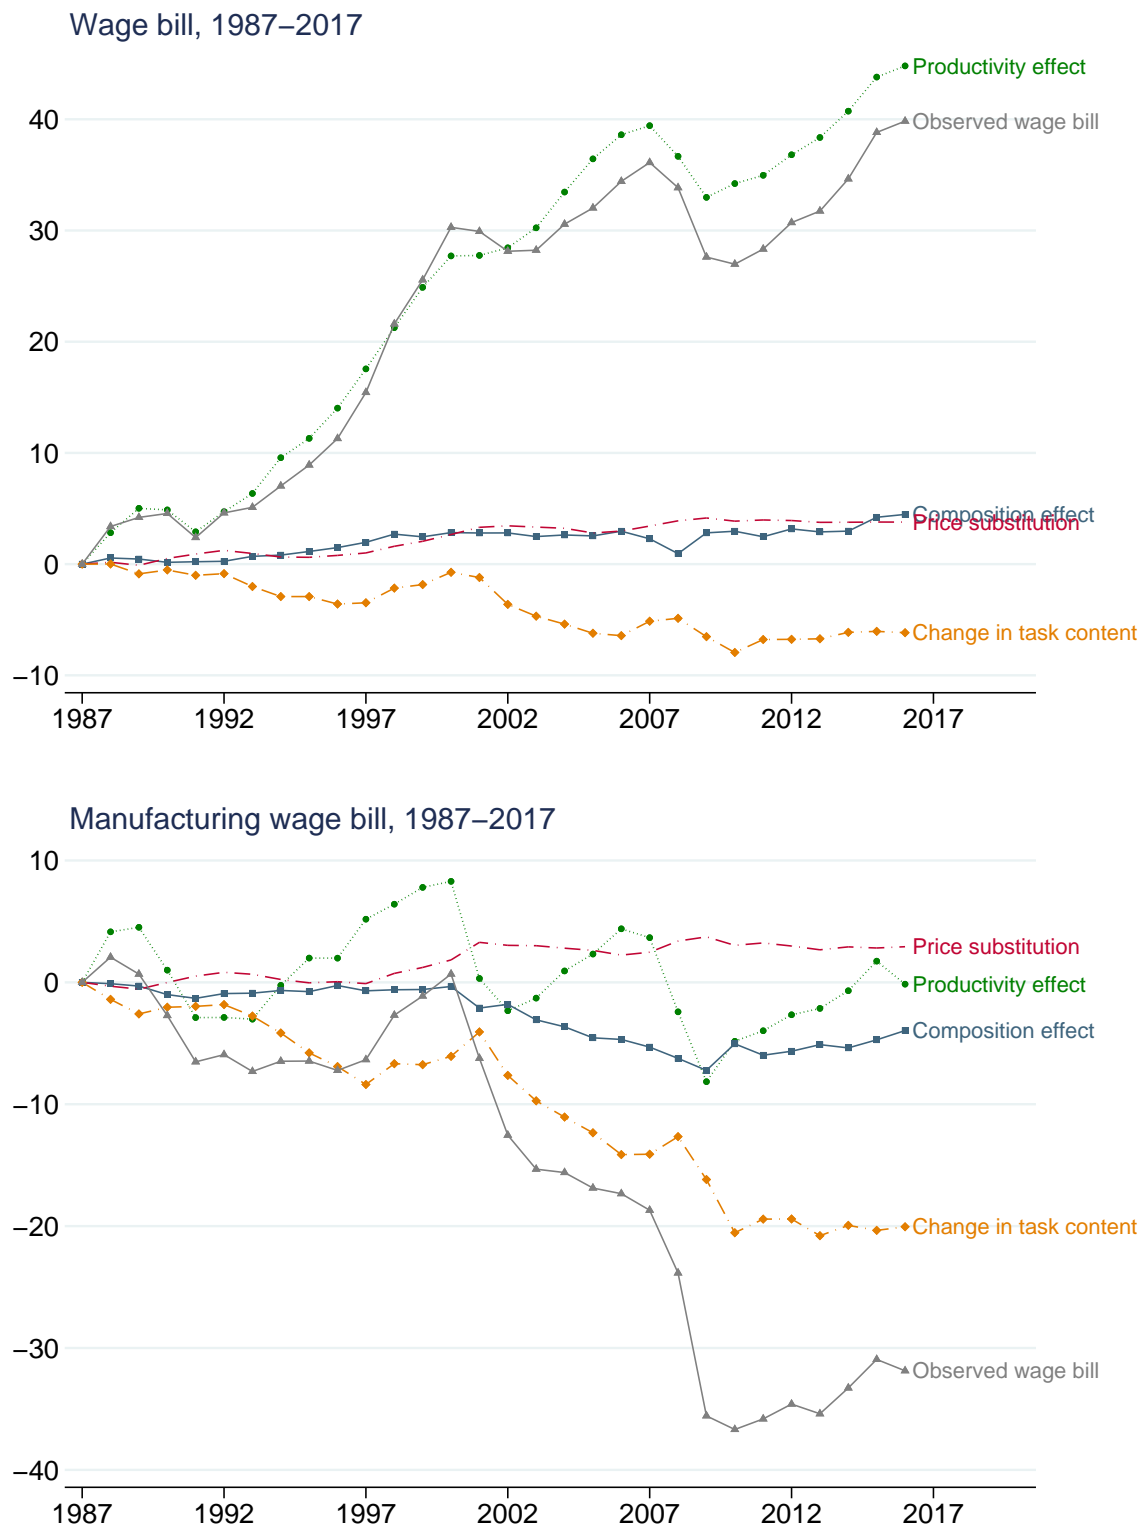 Wage bill, 1987−2017
Productivity effect
40
Observed wage bill
30
20
10
Composition effect
Price substitution
0
Change in task content
−10
1987 1992 1997 2002 2007 2012 2017
Manufacturing wage bill, 1987−2017
10
Price substitution
0
Productivity effect
Composition effect
−10
−20
Change in task content
−30
Observed wage bill
−40
1987 1992 1997 2002 2007 2012 2017